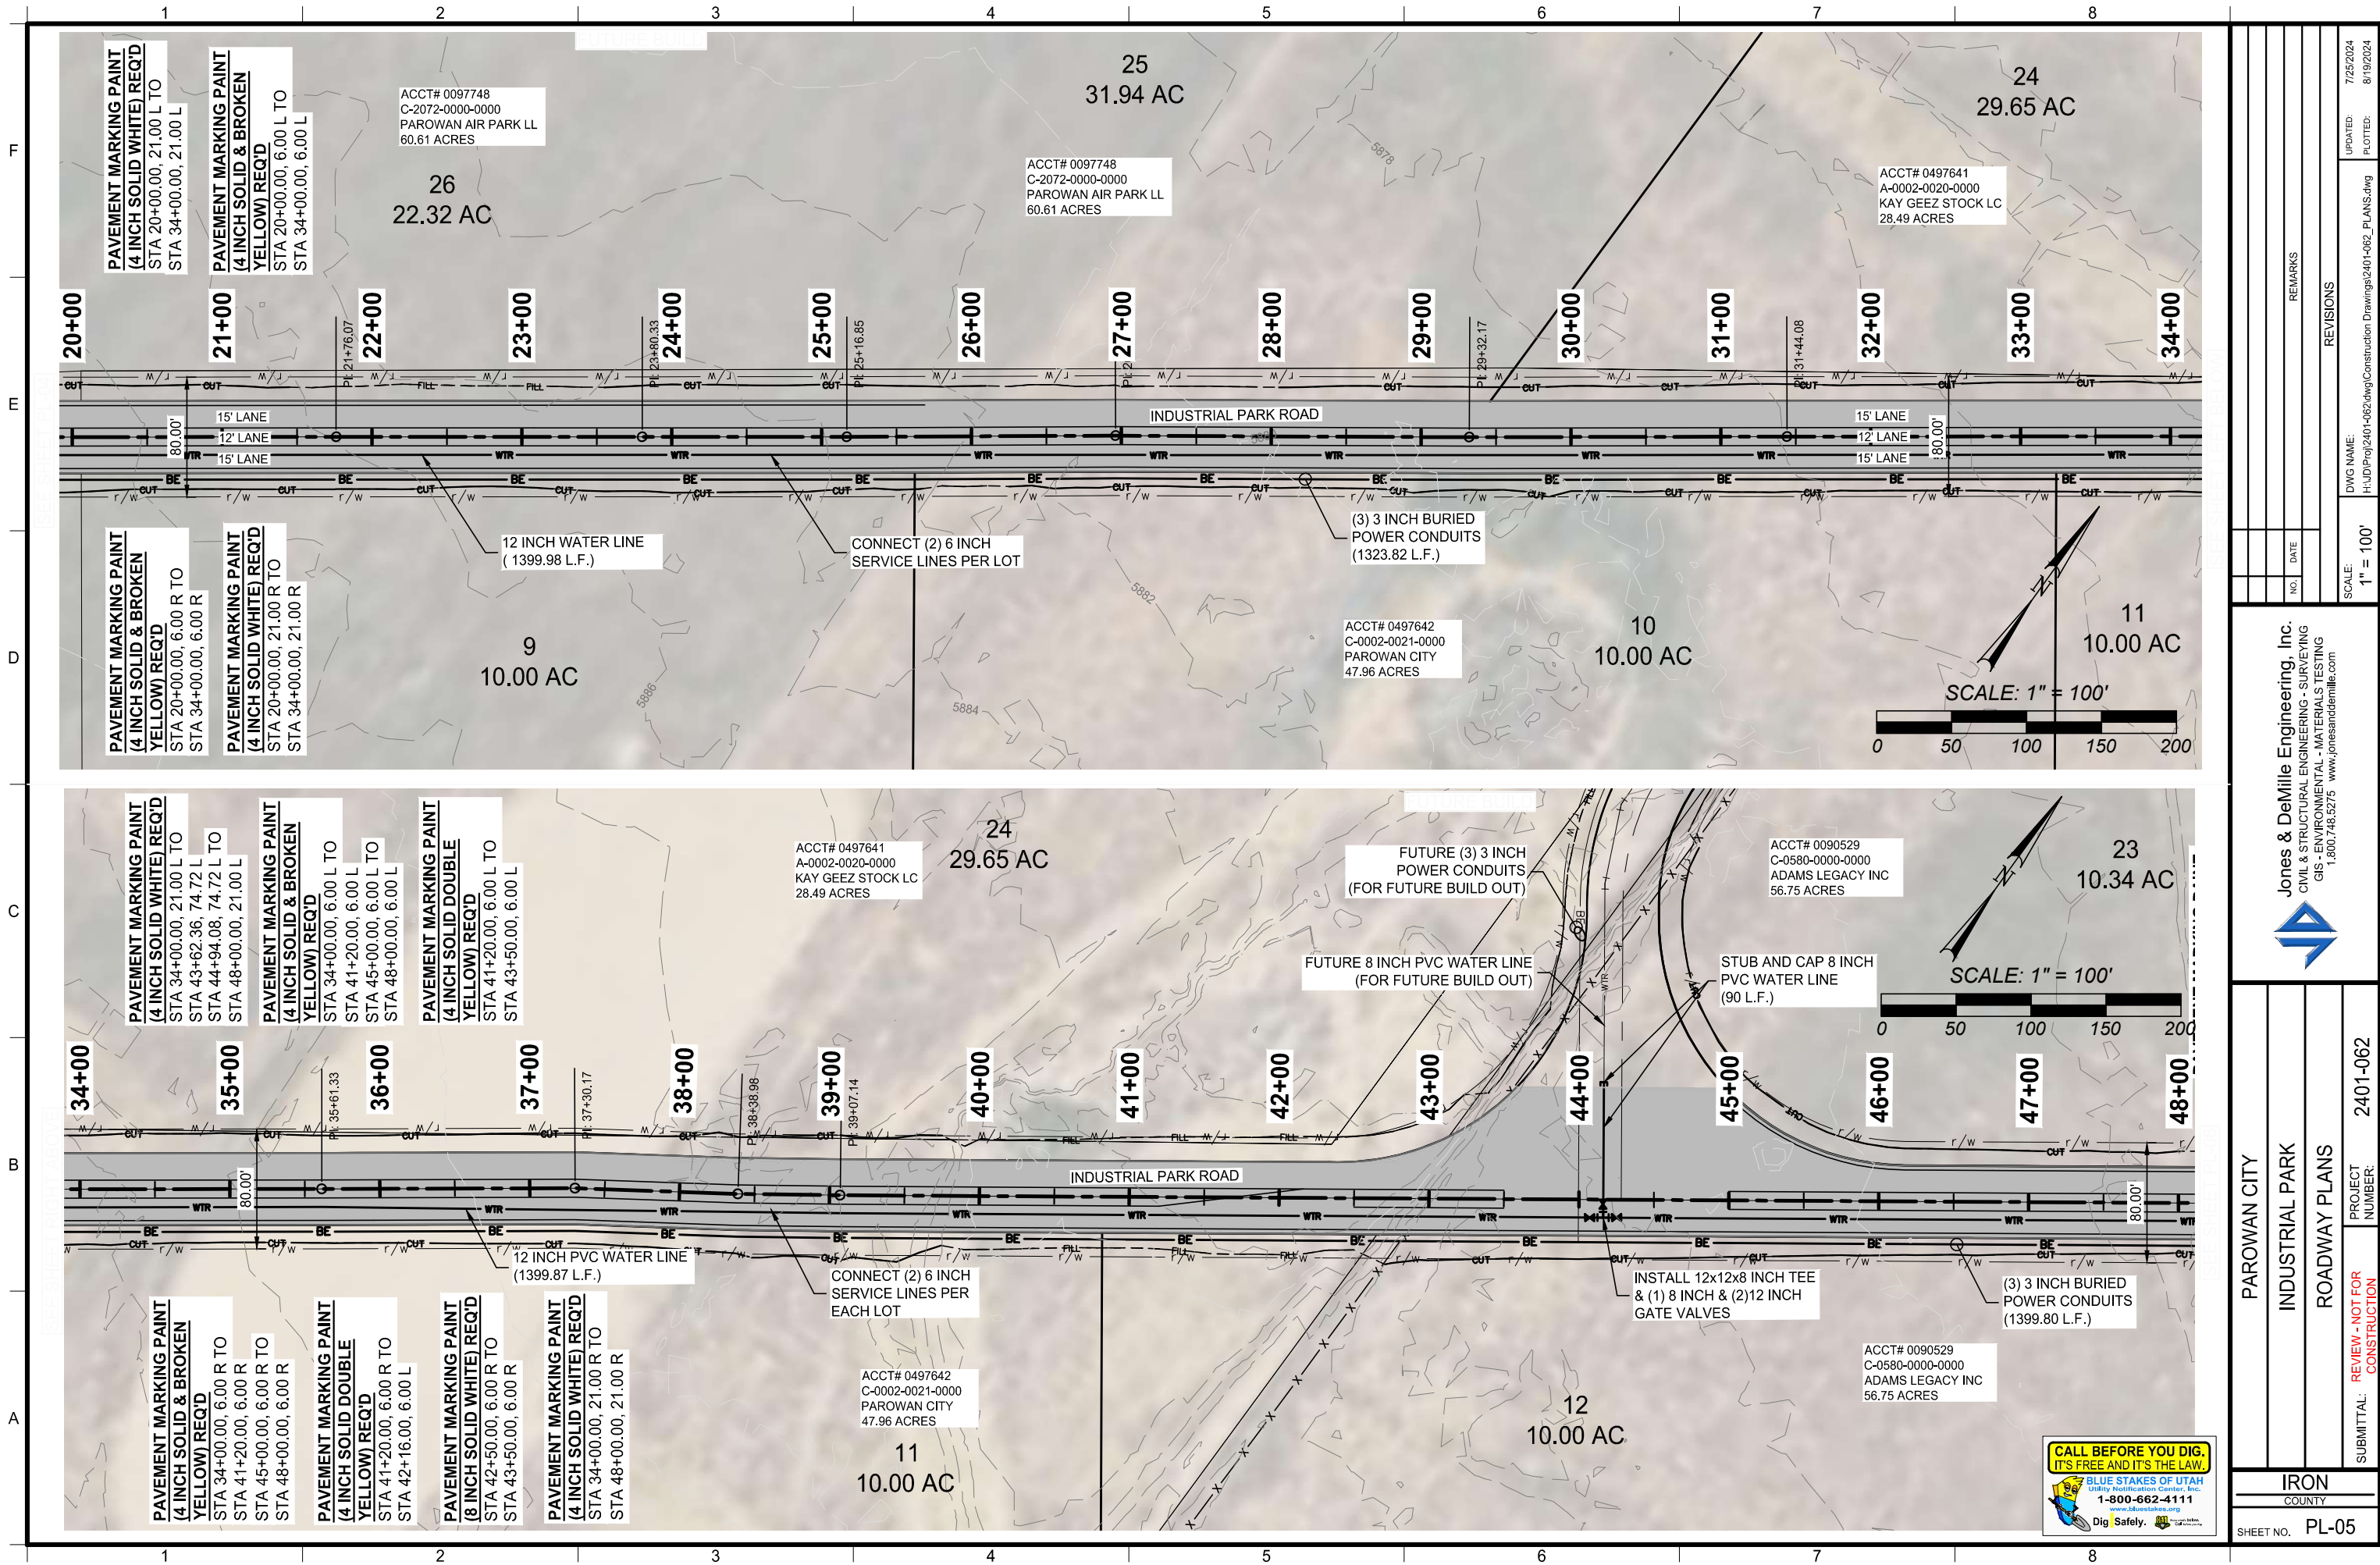 1 2 3 4 5 6 7 8
F
E
D
C
B
A
PAVEMENT MARKING PAINT
(4 INCH SOLID WHITE) REQ'D
STA 20+00.00, 21.00 L TO
STA 34+00.00, 21.00 L
PAVEMENT MARKING PAINT
(4 INCH SOLID & BROKEN
YELLOW) REQ'D
STA 20+00.00, 6.00 L TO
STA 34+00.00, 6.00 L
ACCT# 0097748
C-2072-0000-0000
PAROWAN AIR PARK LL
60.61 ACRES
26
22.32 AC
25
31.94 AC
ACCT# 0097748
C-2072-0000-0000
PAROWAN AIR PARK LL
60.61 ACRES
5878
24
29.65 AC
ACCT# 0497641
A-0002-0020-0000
KAY GEEZ STOCK LC
28.49 ACRES
20+00
21+00
PI: 21+76.07
22+00
23+00
PI: 23+80.33
24+00
25+00
PI: 25+16.85
26+00
27+00
28+00
29+00
PI: 29+32.17
30+00
31+00
PI: 31+44.08
32+00
33+00
34+00
CUT
FILL
r/w
80.00'
15' LANE
12' LANE
15' LANE
INDUSTRIAL PARK ROAD
15' LANE
12' LANE
15' LANE
80.00'
WTR
BE
12 INCH WATER LINE
( 1399.98 L.F.)
CONNECT (2) 6 INCH
SERVICE LINES PER LOT
(3) 3 INCH BURIED
POWER CONDUITS
(1323.82 L.F.)
PAVEMENT MARKING PAINT
(4 INCH SOLID & BROKEN
YELLOW) REQ'D
STA 20+00.00, 6.00 R TO
STA 34+00.00, 6.00 R
PAVEMENT MARKING PAINT
(4 INCH SOLID WHITE) REQ'D
STA 20+00.00, 21.00 R TO
STA 34+00.00, 21.00 R
9
10.00 AC
5886
5884
5882
ACCT# 0497642
C-0002-0021-0000
PAROWAN CITY
47.96 ACRES
10
10.00 AC
11
10.00 AC
N
SCALE: 1" = 100'
0 50 100 150 200
PAVEMENT MARKING PAINT
(4 INCH SOLID WHITE) REQ'D
STA 34+00.00, 21.00 L TO
STA 43+62.36, 74.72 L
STA 44+94.08, 74.72 L TO
STA 48+00.00, 21.00 L
PAVEMENT MARKING PAINT
(4 INCH SOLID & BROKEN
YELLOW) REQ'D
STA 34+00.00, 6.00 L TO
STA 41+20.00, 6.00 L
STA 45+00.00, 6.00 L TO
STA 48+00.00, 6.00 L
PAVEMENT MARKING PAINT
(4 INCH SOLID DOUBLE
YELLOW) REQ'D
STA 41+20.00, 6.00 L TO
STA 43+50.00, 6.00 L
ACCT# 0497641
A-0002-0020-0000
KAY GEEZ STOCK LC
28.49 ACRES
24
29.65 AC
FUTURE (3) 3 INCH
POWER CONDUITS
(FOR FUTURE BUILD OUT)
FUTURE 8 INCH PVC WATER LINE
(FOR FUTURE BUILD OUT)
STUB AND CAP 8 INCH
PVC WATER LINE
(90 L.F.)
ACCT# 0090529
C-0580-0000-0000
ADAMS LEGACY INC
56.75 ACRES
23
10.34 AC
N
SCALE: 1" = 100'
0 50 100 150 200
34+00
35+00
PI: 35+61.33
36+00
37+00
PI: 37+30.17
38+00
PI: 38+38.98
39+00
PI: 39+07.14
40+00
41+00
42+00
43+00
44+00
45+00
46+00
47+00
48+00
80.00'
INDUSTRIAL PARK ROAD
80.00'
12 INCH PVC WATER LINE
(1399.87 L.F.)
CONNECT (2) 6 INCH
SERVICE LINES PER
EACH LOT
INSTALL 12x12x8 INCH TEE
& (1) 8 INCH & (2)12 INCH
GATE VALVES
(3) 3 INCH BURIED
POWER CONDUITS
(1399.80 L.F.)
PAVEMENT MARKING PAINT
(4 INCH SOLID & BROKEN
YELLOW) REQ'D
STA 34+00.00, 6.00 R TO
STA 41+20.00, 6.00 R
STA 45+00.00, 6.00 R TO
STA 48+00.00, 6.00 R
PAVEMENT MARKING PAINT
(4 INCH SOLID DOUBLE
YELLOW) REQ'D
STA 41+20.00, 6.00 R TO
STA 42+16.00, 6.00 L
PAVEMENT MARKING PAINT
(8 INCH SOLID WHITE) REQ'D
STA 42+50.00, 6.00 R TO
STA 43+50.00, 6.00 R
PAVEMENT MARKING PAINT
(4 INCH SOLID WHITE) REQ'D
STA 34+00.00, 21.00 R TO
STA 48+00.00, 21.00 R
ACCT# 0497642
C-0002-0021-0000
PAROWAN CITY
47.96 ACRES
11
10.00 AC
12
10.00 AC
ACCT# 0090529
C-0580-0000-0000
ADAMS LEGACY INC
56.75 ACRES
CALL BEFORE YOU DIG.
IT'S FREE AND IT'S THE LAW.
BLUE STAKES OF UTAH
Utility Notification Center, Inc.
1-800-662-4111
www.bluestakes.org
Dig Safely.
811
NO. DATE REMARKS
REVISIONS
SCALE: 1" = 100'
DWG NAME: H:\JD\Proj\2401-062\dwg\Construction Drawings\2401-062_PLANS.dwg
UPDATED: 7/25/2024
PLOTTED: 8/19/2024
Jones & DeMille Engineering, Inc.
CIVIL & STRUCTURAL ENGINEERING - SURVEYING
GIS - ENVIRONMENTAL - MATERIALS TESTING
1.800.748.5275 www.jonesanddemille.com
PAROWAN CITY
INDUSTRIAL PARK
ROADWAY PLANS
PROJECT NUMBER: 2401-062
SUBMITTAL: REVIEW - NOT FOR CONSTRUCTION
IRON
COUNTY
SHEET NO. PL-05
1 2 3 4 5 6 7 8